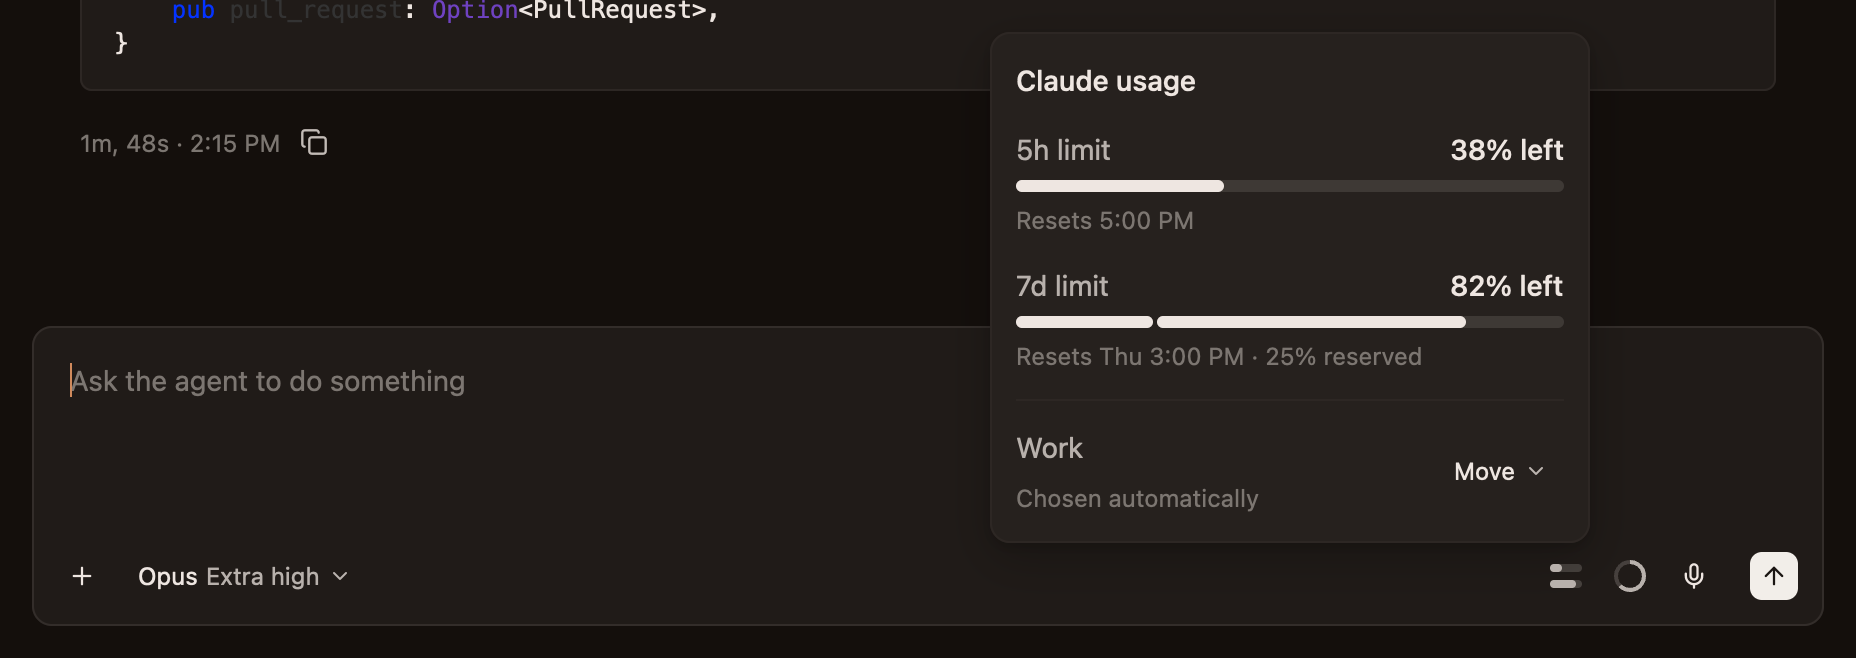 pub pull_request: Option<PullRequest>,
}
1m, 48s · 2:15 PM
Claude usage
5h limit
38% left
Resets 5:00 PM
7d limit
82% left
Resets Thu 3:00 PM · 25% reserved
Work
Chosen automatically
Move
Ask the agent to do something
Opus Extra high